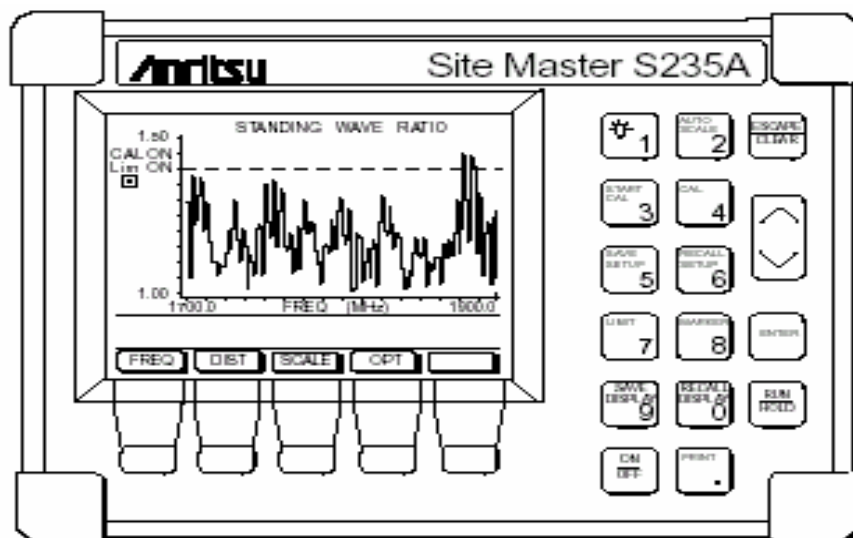 Anritsu
Site Master S235A
STANDING WAVE RATIO
1.50
CAL ON
Lim ON
1.00
1700.0
FREQ (MHz)
1900.0
FREQ
DIST
SCALE
OPT
1
AUTO
SCALE
2
ESCAPE
CLEAR
START
CAL
3
CAL
4
SAVE
SETUP
5
RECALL
SETUP
6
LIMIT
7
MARKER
8
ENTER
SAVE
DISPLAY
9
RECALL
DISPLAY
0
RUN
HOLD
ON
OFF
PRINT
.